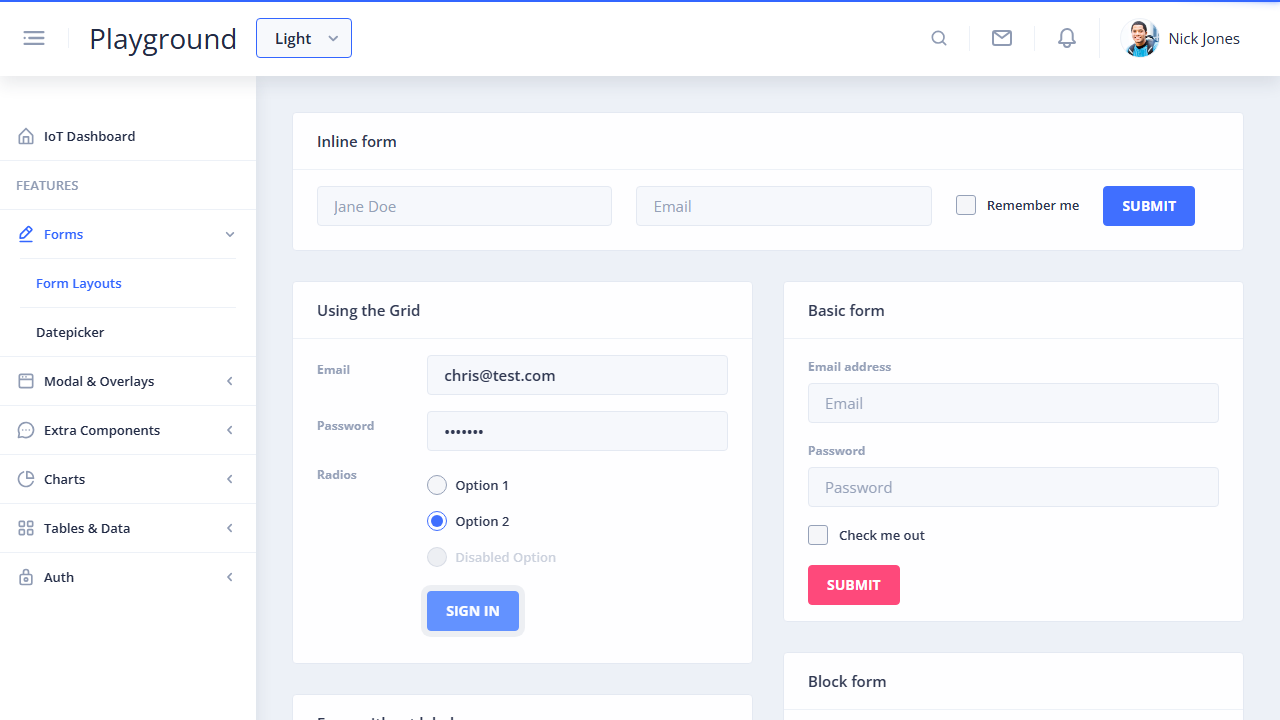 Playground
Light
Nick Jones
IoT Dashboard
FEATURES
Forms
Form Layouts
Datepicker
Modal & Overlays
Extra Components
Charts
Tables & Data
Auth
Inline form
Jane Doe
Email
Remember me
SUBMIT
Using the Grid
Email
chris@test.com
Password
•••••••
Radios
Option 1
Option 2
Disabled Option
SIGN IN
Basic form
Email address
Email
Password
Password
Check me out
SUBMIT
Block form